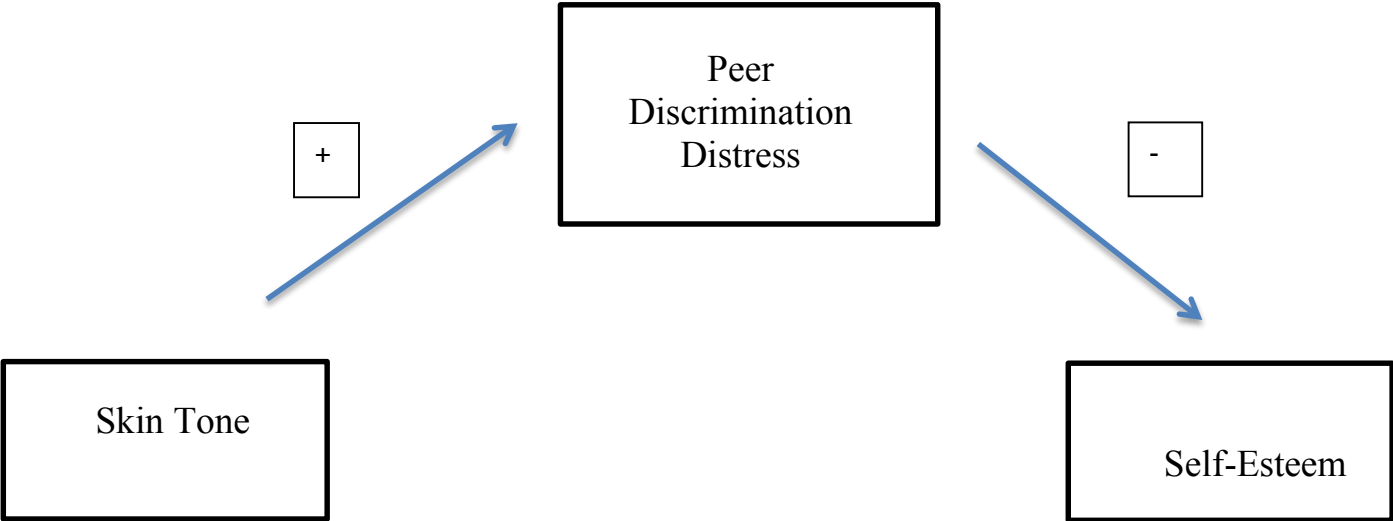 Peer
Discrimination
Distress
+
-
Skin Tone
Self-Esteem